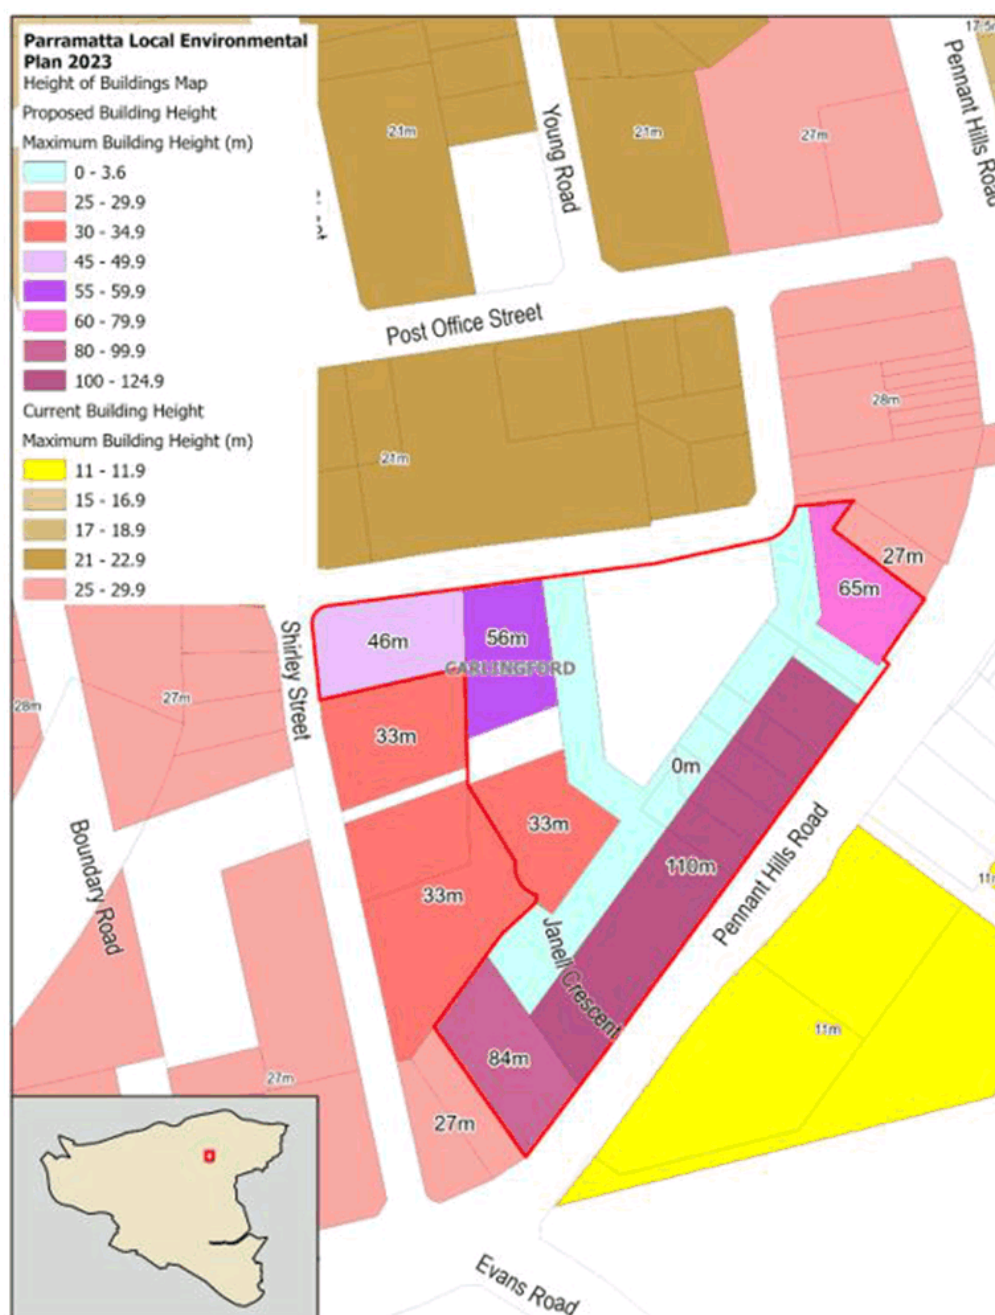 Parramatta Local Environmental
Plan 2023
Height of Buildings Map
Proposed Building Height
Maximum Building Height (m)
0 - 3.6
25 - 29.9
30 - 34.9
45 - 49.9
55 - 59.9
60 - 79.9
80 - 99.9
100 - 124.9
Current Building Height
Maximum Building Height (m)
11 - 11.9
15 - 16.9
17 - 18.9
21 - 22.9
25 - 29.9
21m
Young Road
21m
27m
Pennant Hills Road
Post Office Street
28m
21m
27m
65m
46m
56m
CARLINGFORD
Shirley Street
27m
28m
33m
0m
33m
110m
Pennant Hills Road
Boundary Road
33m
Janell Crescent
11m
84m
27m
27m
Evans Road